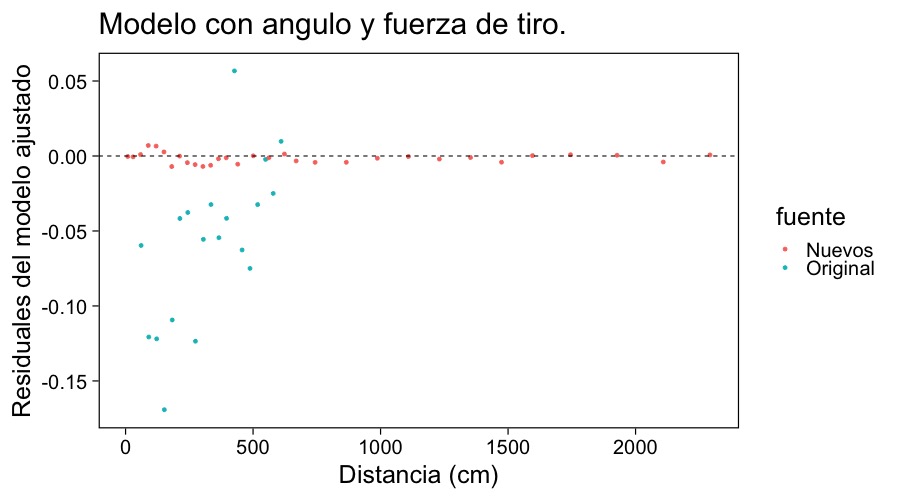 Modelo con angulo y fuerza de tiro.
Residuales del modelo ajustado
0.05
0.00
-0.05
-0.10
-0.15
0
500
1000
1500
2000
Distancia (cm)
fuente
Nuevos
Original